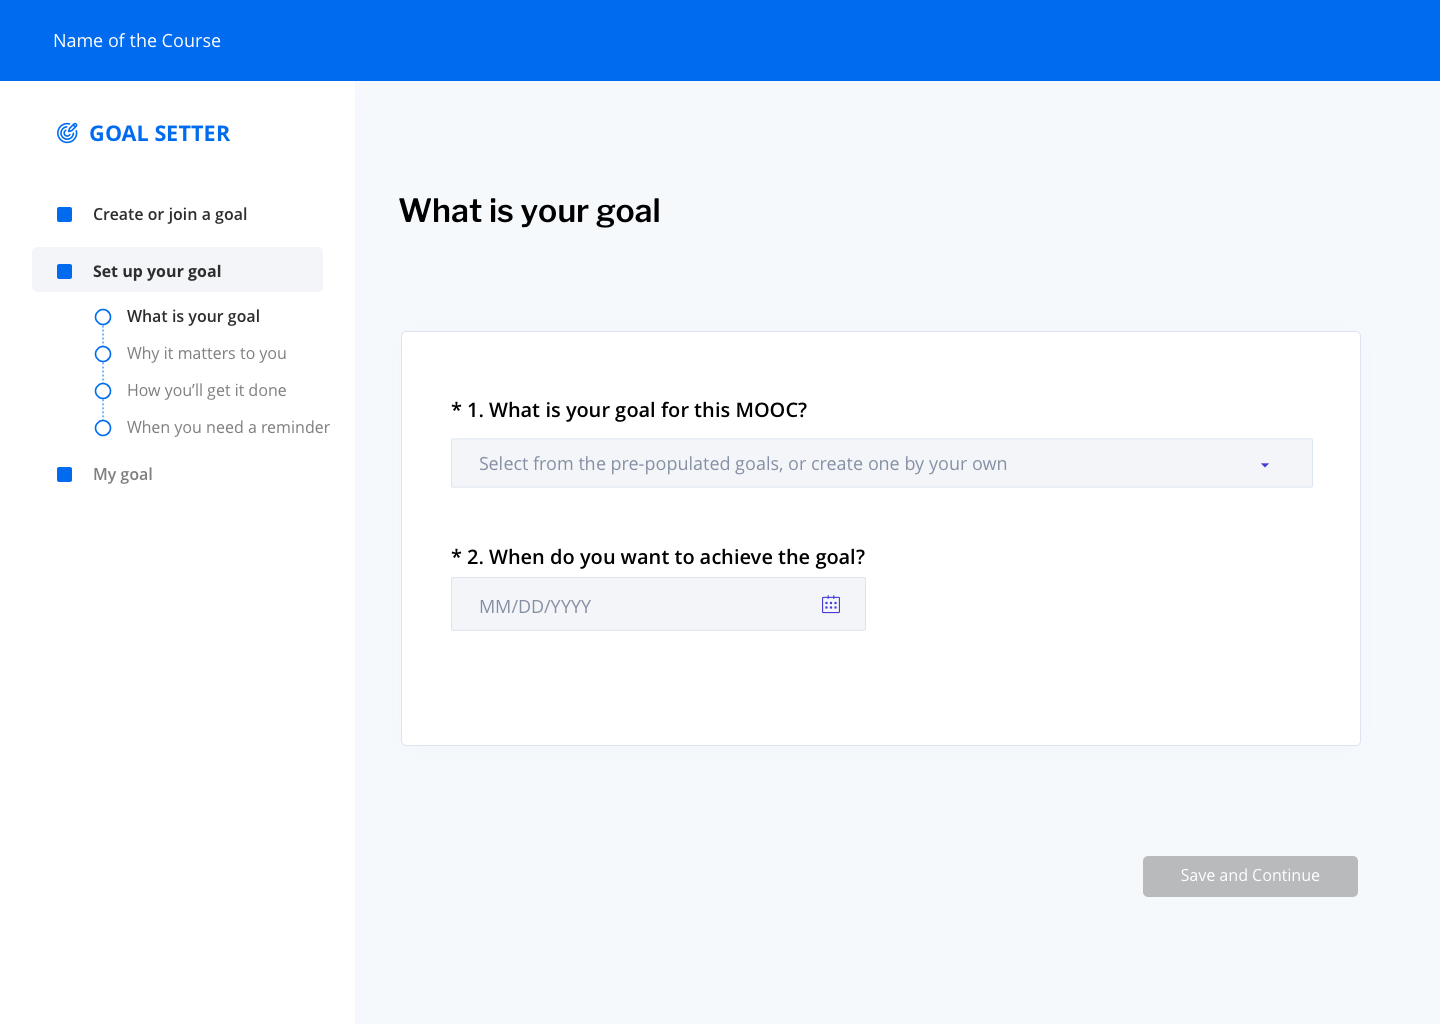 Name of the Course
GOAL SETTER
Create or join a goal
Set up your goal
What is your goal
Why it matters to you
How you’ll get it done
When you need a reminder
My goal
What is your goal
* 1. What is your goal for this MOOC?
Select from the pre-populated goals, or create one by your own
* 2. When do you want to achieve the goal?
MM/DD/YYYY
Save and Continue